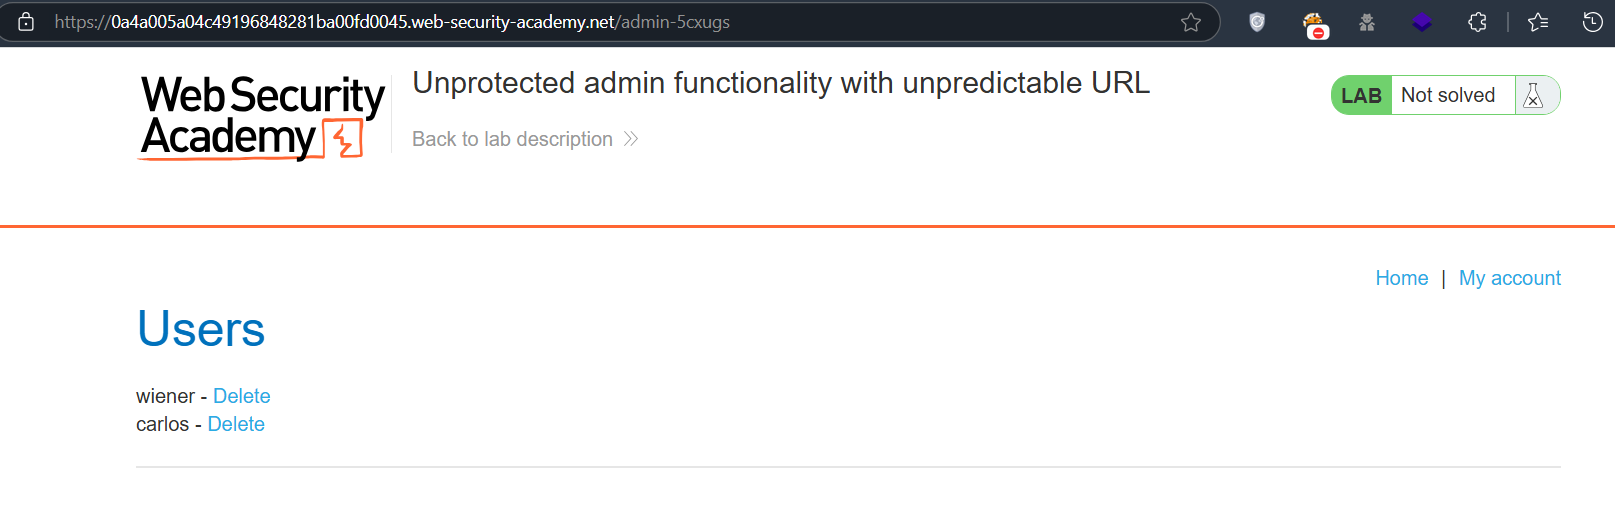 https://0a4a005a04c49196848281ba00fd0045.web-security-academy.net/admin-5cxugs
Web Security
Academy
Unprotected admin functionality with unpredictable URL
Back to lab description
LAB Not solved
Home | My account
Users
wiener - Delete
carlos - Delete